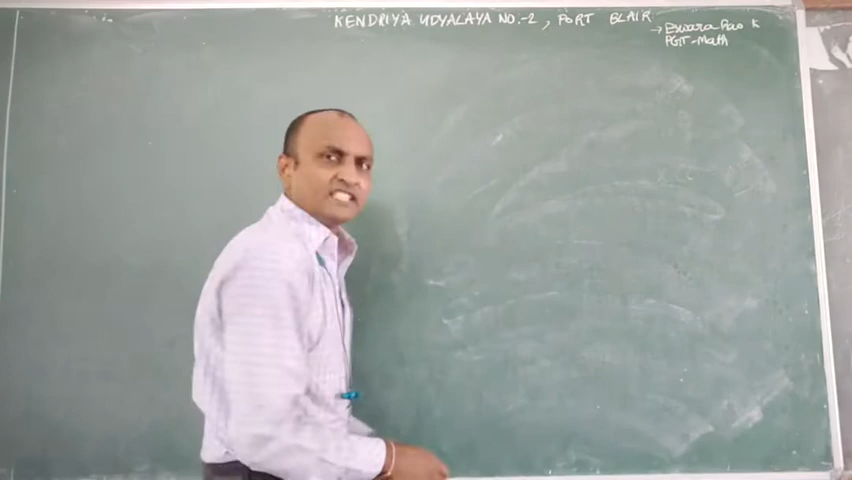 KENDRIYA VIDYALAYA NO.-2, PORT BLAIR
→ Eswara Rao K
PGT-Math